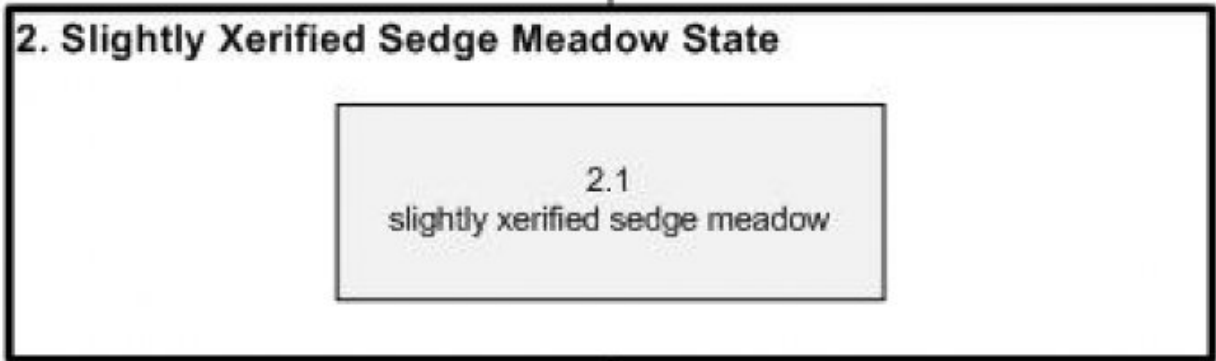 2. Slightly Xerified Sedge Meadow State
2.1
slightly xerified sedge meadow